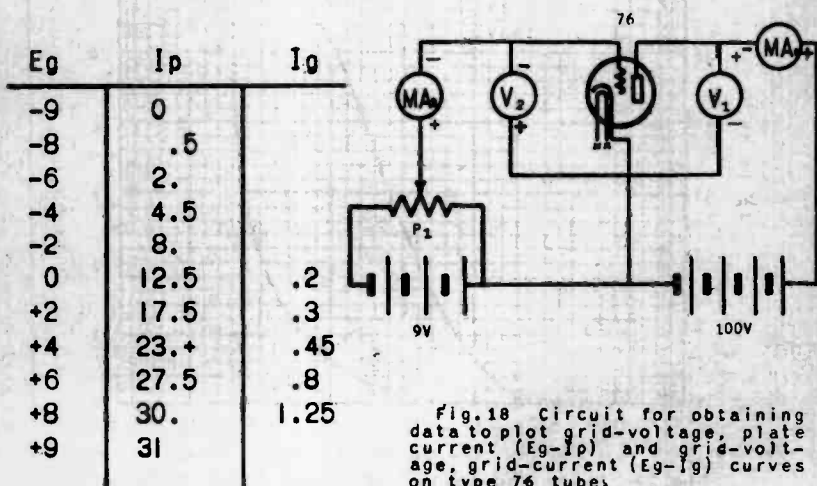 Eg Ip Ig
-9 0
-8 .5
-6 2.
-4 4.5
-2 8.
0 12.5 .2
+2 17.5 .3
+4 23.+ .45
+6 27.5 .8
+8 30. 1.25
+9 31
76
- + - MA +
MA - V2 V1
+ + -
P1
9V 100V
Fig.18 Circuit for obtaining
data to plot grid-voltage, plate
current (Eg-Ip) and grid-volt-
age, grid-current (Eg-Ig) curves
on type 76 tube.